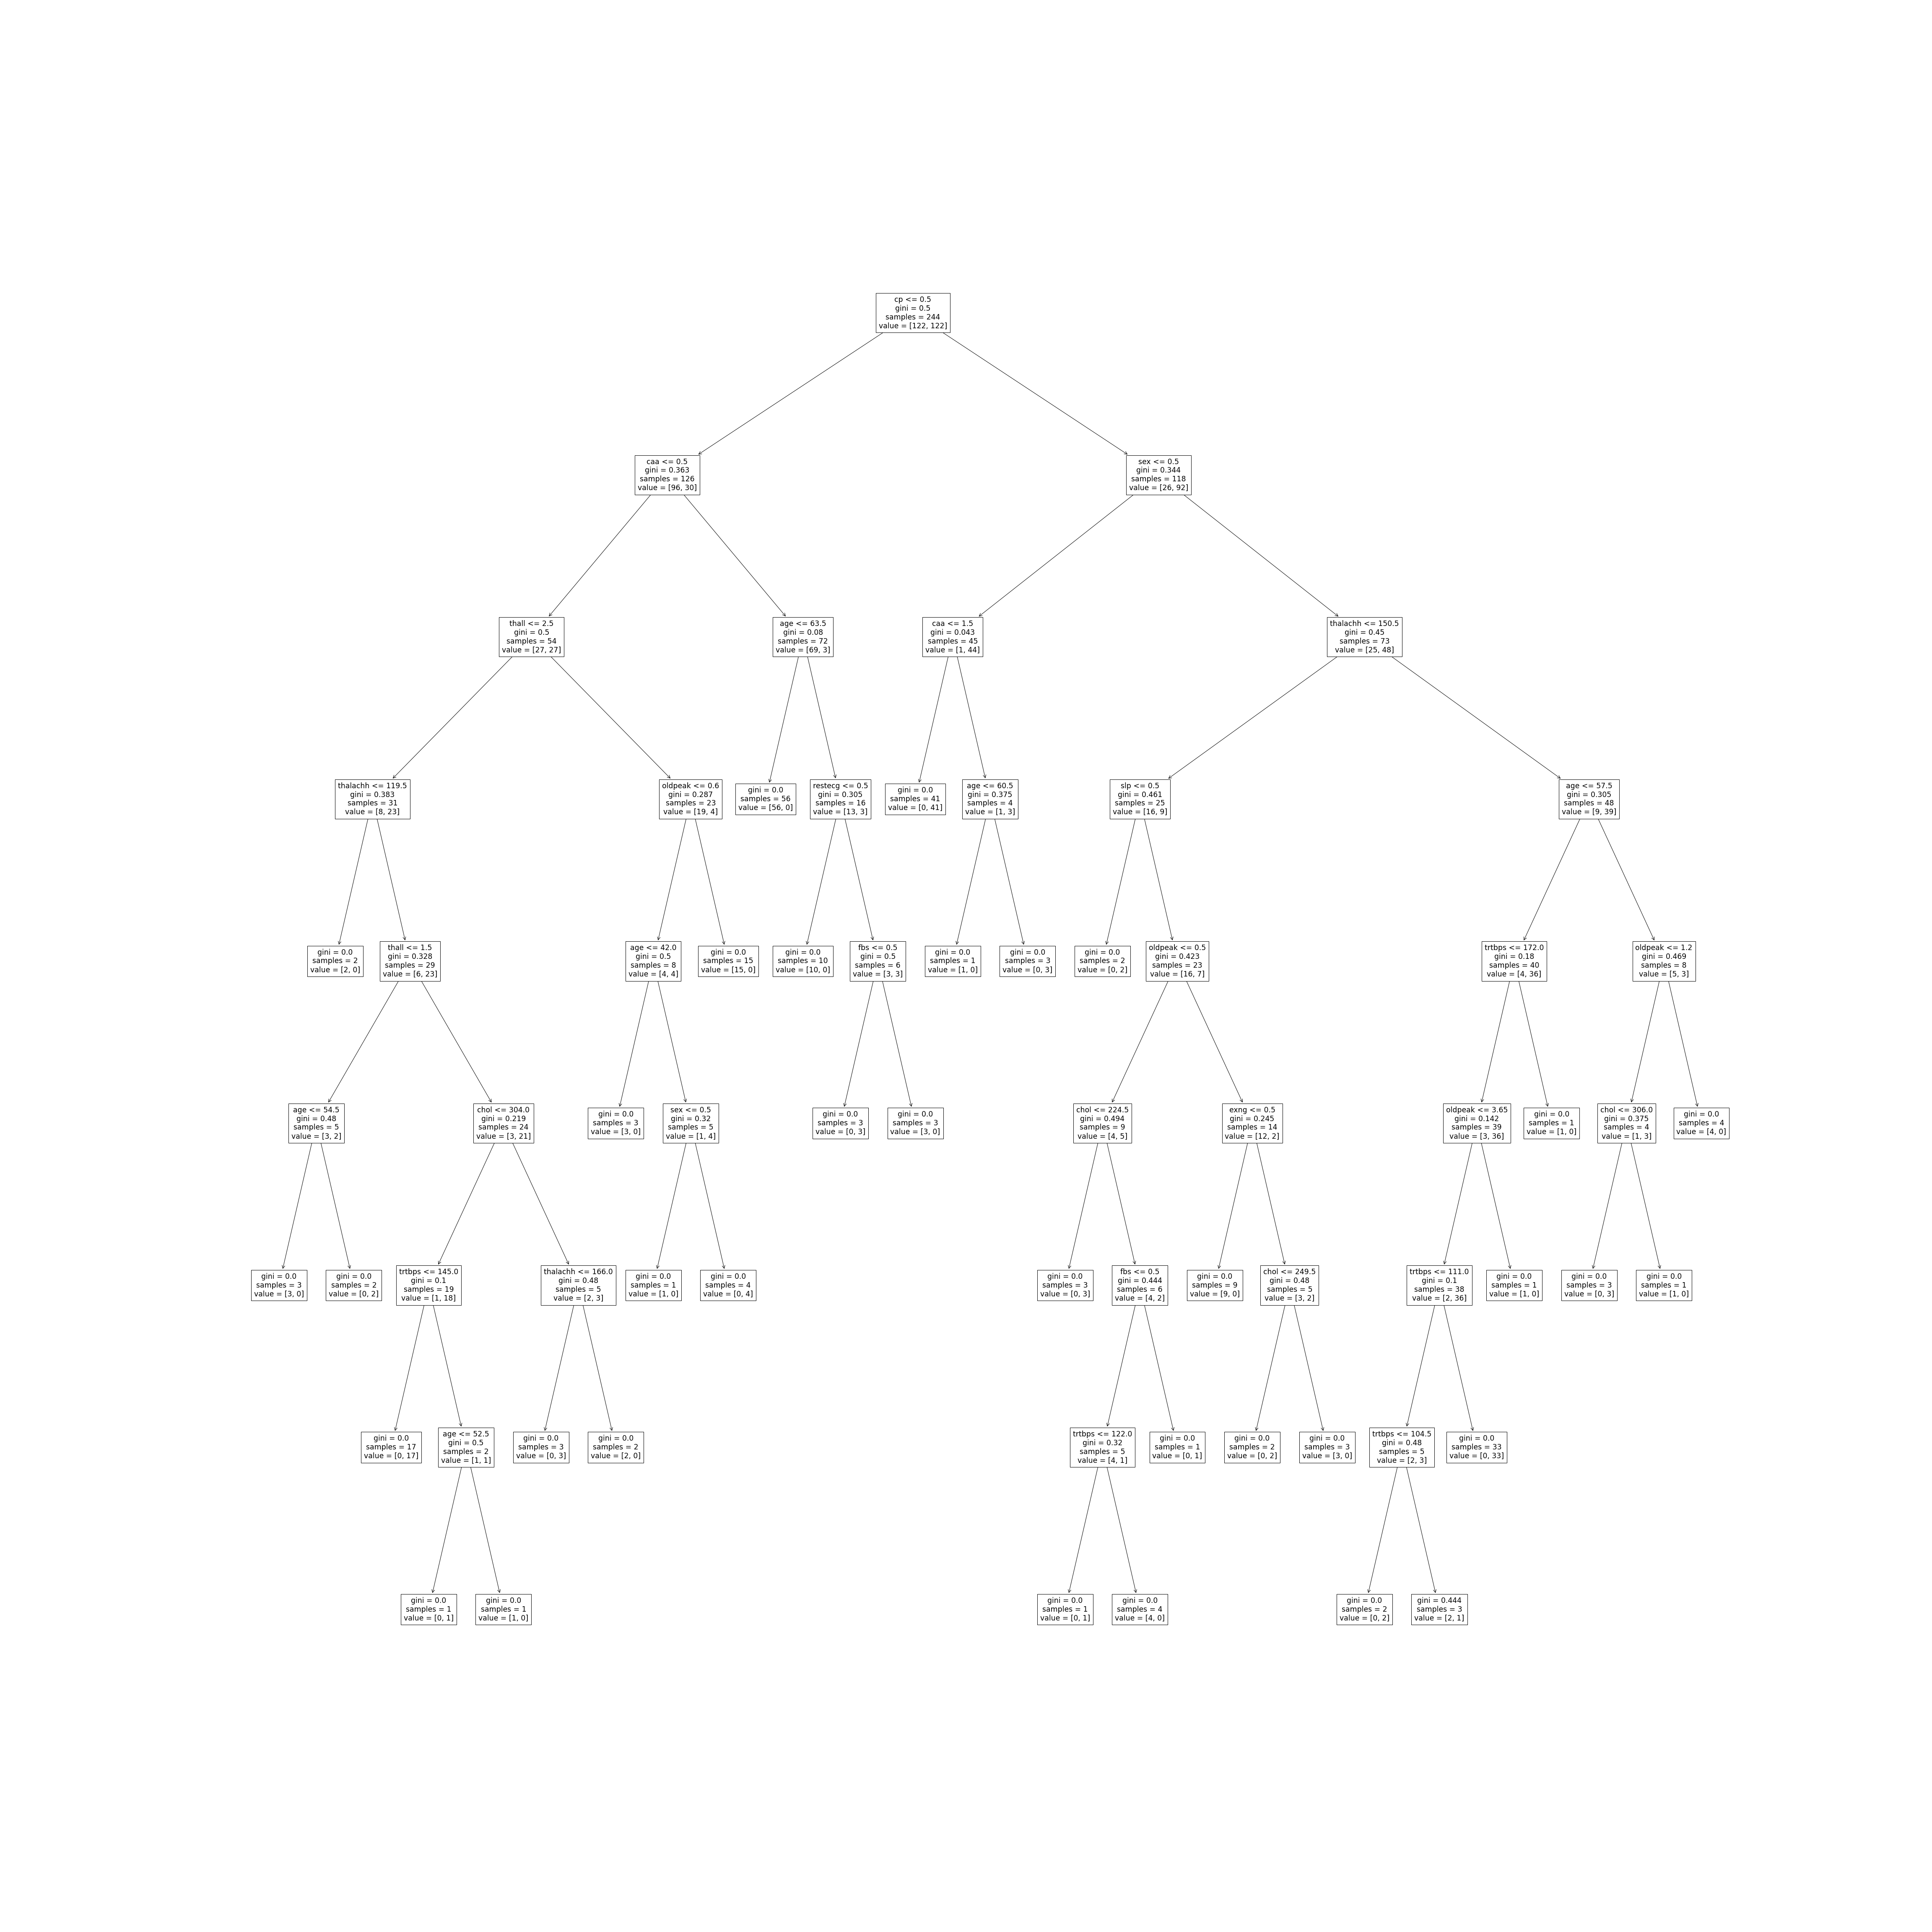 cp <= 0.5
gini = 0.5
samples = 244
value = [122, 122]
caa <= 0.5
gini = 0.363
samples = 126
value = [96, 30]
sex <= 0.5
gini = 0.344
samples = 118
value = [26, 92]
thall <= 2.5
gini = 0.5
samples = 54
value = [27, 27]
age <= 63.5
gini = 0.08
samples = 72
value = [69, 3]
caa <= 1.5
gini = 0.043
samples = 45
value = [1, 44]
thalachh <= 150.5
gini = 0.45
samples = 73
value = [25, 48]
thalachh <= 119.5
gini = 0.383
samples = 31
value = [8, 23]
oldpeak <= 0.6
gini = 0.287
samples = 23
value = [19, 4]
gini = 0.0
samples = 56
value = [56, 0]
restecg <= 0.5
gini = 0.305
samples = 16
value = [13, 3]
gini = 0.0
samples = 41
value = [0, 41]
age <= 60.5
gini = 0.375
samples = 4
value = [1, 3]
slp <= 0.5
gini = 0.461
samples = 25
value = [16, 9]
age <= 57.5
gini = 0.305
samples = 48
value = [9, 39]
gini = 0.0
samples = 2
value = [2, 0]
thall <= 1.5
gini = 0.328
samples = 29
value = [6, 23]
age <= 42.0
gini = 0.5
samples = 8
value = [4, 4]
gini = 0.0
samples = 15
value = [15, 0]
gini = 0.0
samples = 10
value = [10, 0]
fbs <= 0.5
gini = 0.5
samples = 6
value = [3, 3]
gini = 0.0
samples = 1
value = [1, 0]
gini = 0.0
samples = 3
value = [0, 3]
gini = 0.0
samples = 2
value = [0, 2]
oldpeak <= 0.5
gini = 0.423
samples = 23
value = [16, 7]
trtbps <= 172.0
gini = 0.18
samples = 40
value = [4, 36]
oldpeak <= 1.2
gini = 0.469
samples = 8
value = [5, 3]
age <= 54.5
gini = 0.48
samples = 5
value = [3, 2]
chol <= 304.0
gini = 0.219
samples = 24
value = [3, 21]
gini = 0.0
samples = 3
value = [3, 0]
sex <= 0.5
gini = 0.32
samples = 5
value = [1, 4]
gini = 0.0
samples = 3
value = [0, 3]
gini = 0.0
samples = 3
value = [3, 0]
chol <= 224.5
gini = 0.494
samples = 9
value = [4, 5]
exng <= 0.5
gini = 0.245
samples = 14
value = [12, 2]
oldpeak <= 3.65
gini = 0.142
samples = 39
value = [3, 36]
gini = 0.0
samples = 1
value = [1, 0]
chol <= 306.0
gini = 0.375
samples = 4
value = [1, 3]
gini = 0.0
samples = 4
value = [4, 0]
gini = 0.0
samples = 3
value = [3, 0]
gini = 0.0
samples = 2
value = [0, 2]
trtbps <= 145.0
gini = 0.1
samples = 19
value = [1, 18]
thalachh <= 166.0
gini = 0.48
samples = 5
value = [2, 3]
gini = 0.0
samples = 1
value = [1, 0]
gini = 0.0
samples = 4
value = [0, 4]
gini = 0.0
samples = 3
value = [0, 3]
fbs <= 0.5
gini = 0.444
samples = 6
value = [4, 2]
gini = 0.0
samples = 9
value = [9, 0]
chol <= 249.5
gini = 0.48
samples = 5
value = [3, 2]
trtbps <= 111.0
gini = 0.1
samples = 38
value = [2, 36]
gini = 0.0
samples = 1
value = [1, 0]
gini = 0.0
samples = 3
value = [0, 3]
gini = 0.0
samples = 1
value = [1, 0]
gini = 0.0
samples = 17
value = [0, 17]
age <= 52.5
gini = 0.5
samples = 2
value = [1, 1]
gini = 0.0
samples = 3
value = [0, 3]
gini = 0.0
samples = 2
value = [2, 0]
trtbps <= 122.0
gini = 0.32
samples = 5
value = [4, 1]
gini = 0.0
samples = 1
value = [0, 1]
gini = 0.0
samples = 2
value = [0, 2]
gini = 0.0
samples = 3
value = [3, 0]
trtbps <= 104.5
gini = 0.48
samples = 5
value = [2, 3]
gini = 0.0
samples = 33
value = [0, 33]
gini = 0.0
samples = 1
value = [0, 1]
gini = 0.0
samples = 1
value = [1, 0]
gini = 0.0
samples = 1
value = [0, 1]
gini = 0.0
samples = 4
value = [4, 0]
gini = 0.0
samples = 2
value = [0, 2]
gini = 0.444
samples = 3
value = [2, 1]